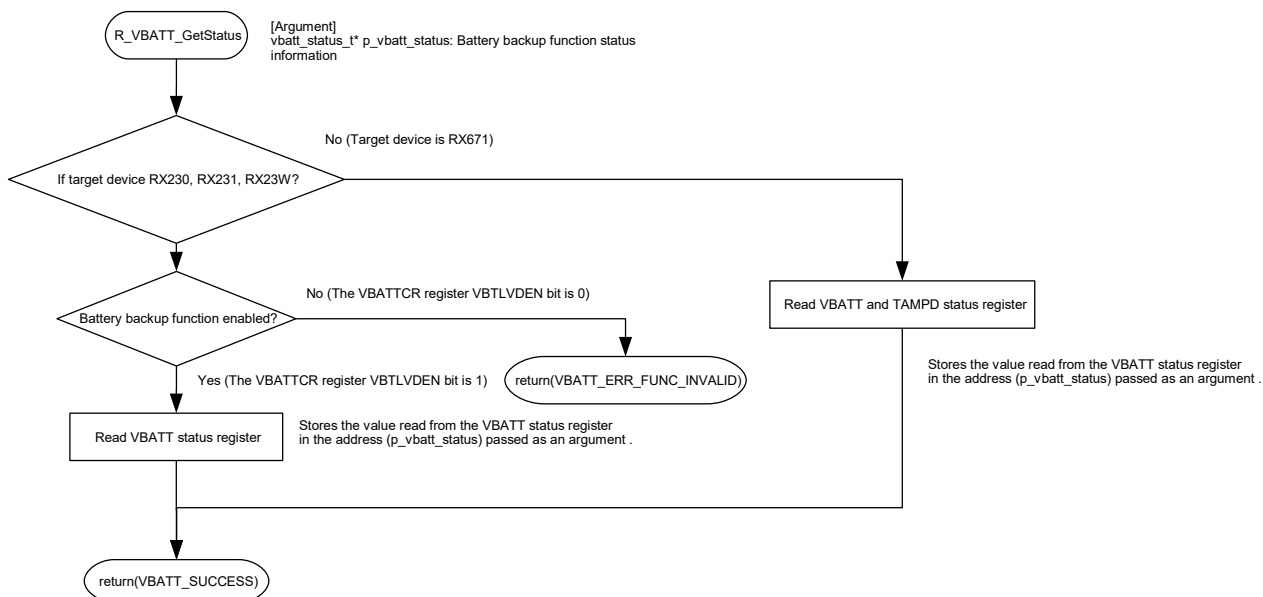 R_VBATT_GetStatus
[Argument]
vbatt_status_t* p_vbatt_status: Battery backup function status
information
No (Target device is RX671)
If target device RX230, RX231, RX23W?
No (The VBATTCR register VBTLVDEN bit is 0)
Battery backup function enabled?
Read VBATT and TAMPD status register
Yes (The VBATTCR register VBTLVDEN bit is 1)
return(VBATT_ERR_FUNC_INVALID)
Stores the value read from the VBATT status register
in the address (p_vbatt_status) passed as an argument .
Read VBATT status register
Stores the value read from the VBATT status register
in the address (p_vbatt_status) passed as an argument .
return(VBATT_SUCCESS)